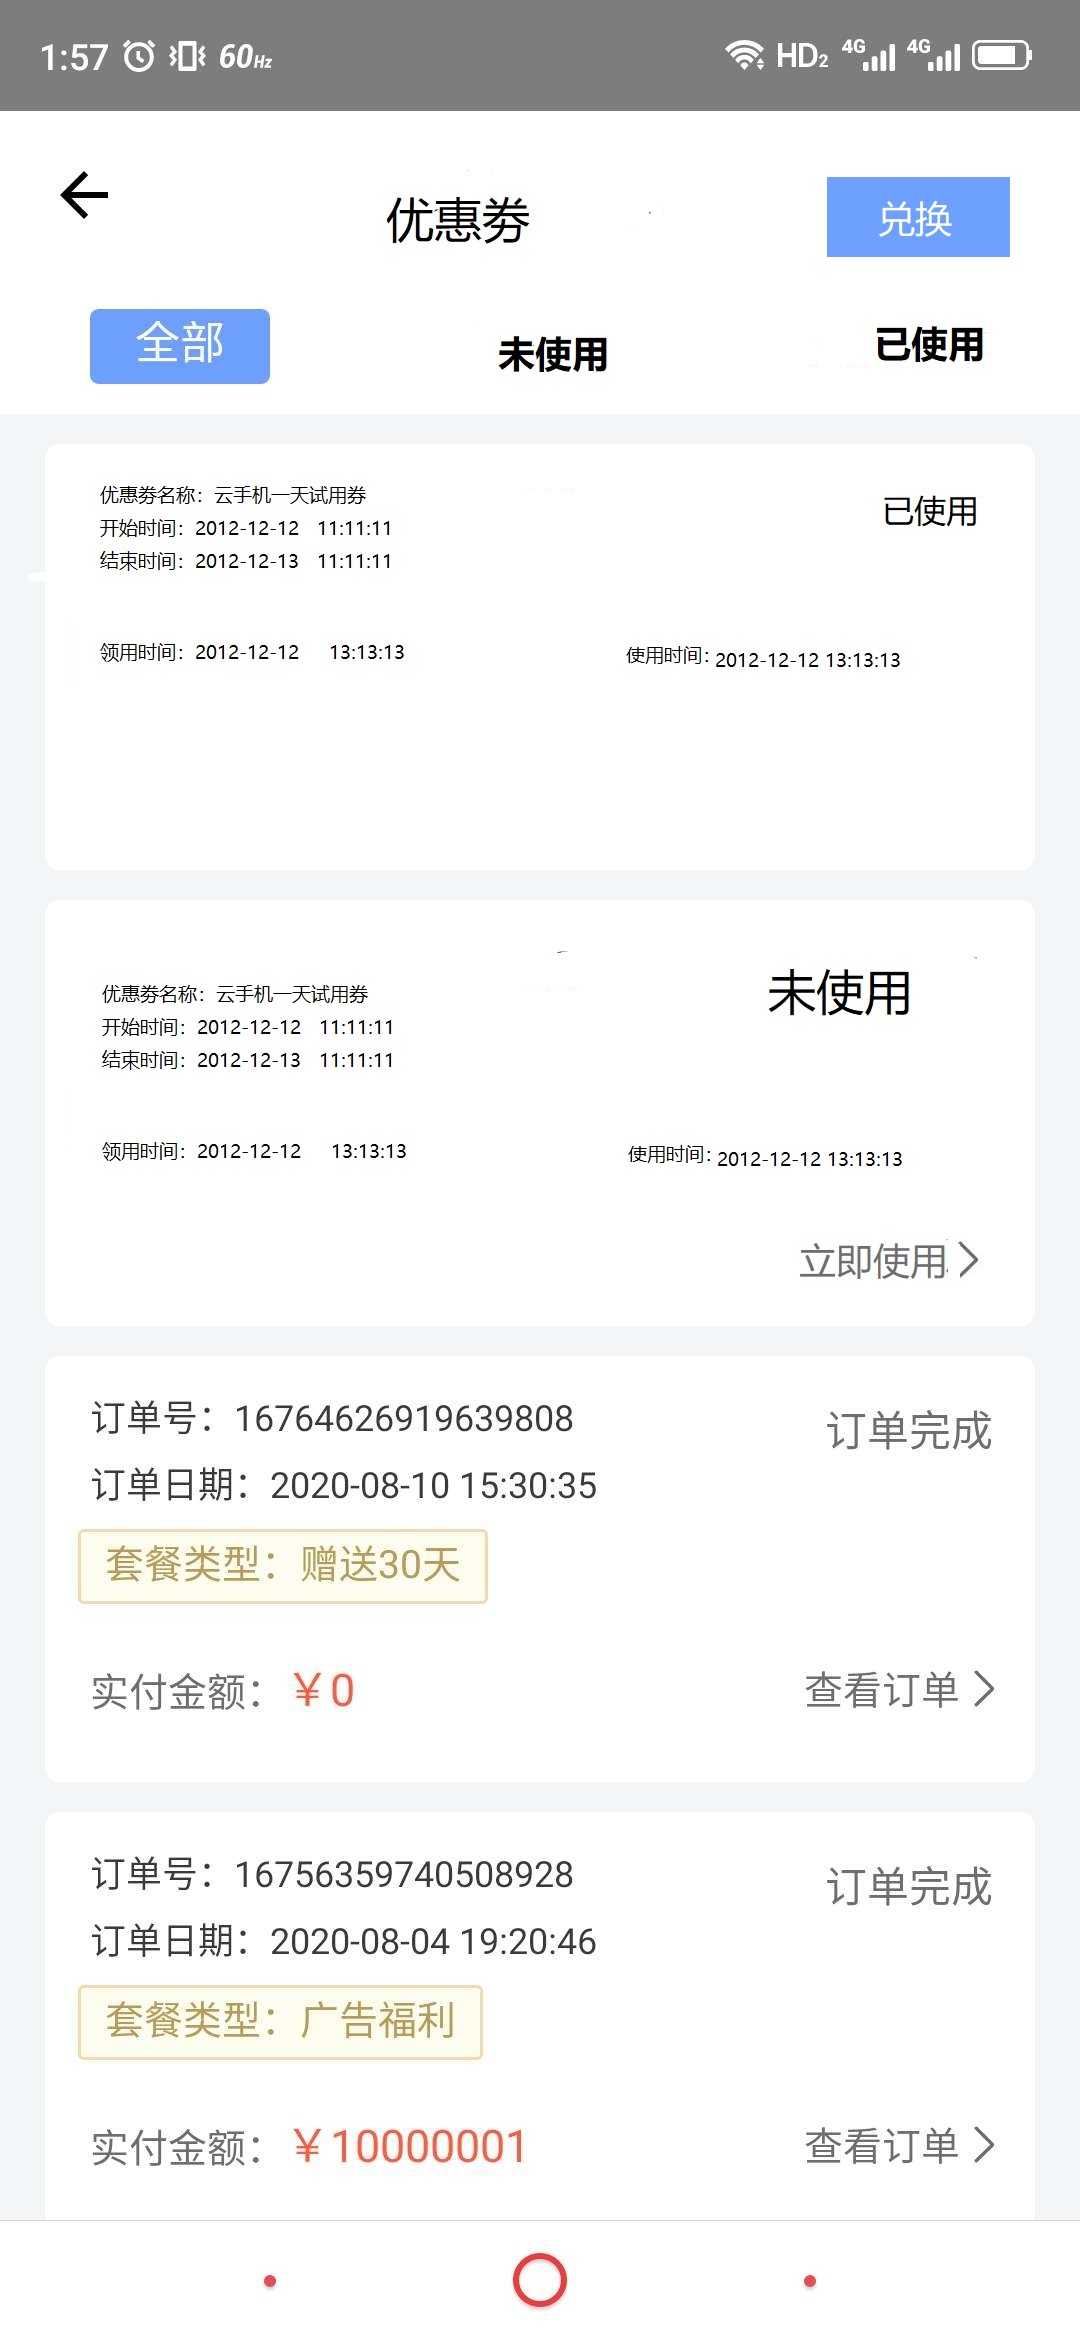 1:57 60Hz HD2 4G 4G
优惠劵
兑换
全部 未使用 已使用
优惠劵名称：云手机一天试用券
已使用
开始时间：2012-12-12 11:11:11
结束时间：2012-12-13 11:11:11
领用时间：2012-12-12 13:13:13
使用时间：2012-12-12 13:13:13
未使用
优惠劵名称：云手机一天试用券
开始时间：2012-12-12 11:11:11
结束时间：2012-12-13 11:11:11
领用时间：2012-12-12 13:13:13
使用时间：2012-12-12 13:13:13
立即使用
订单号：16764626919639808
订单完成
订单日期：2020-08-10 15:30:35
套餐类型：赠送30天
实付金额：￥0
查看订单
订单号：16756359740508928
订单完成
订单日期：2020-08-04 19:20:46
套餐类型：广告福利
实付金额：￥10000001
查看订单